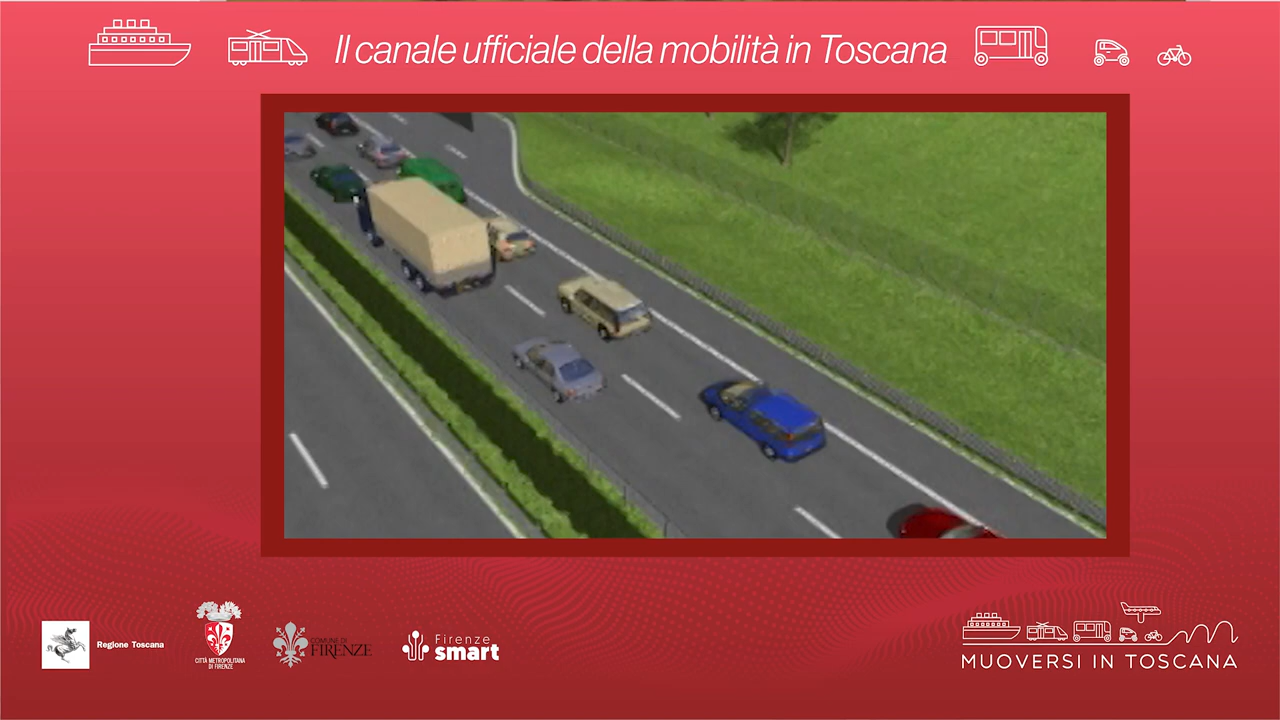 Il canale ufficiale della mobilità in Toscana
Regione Toscana
CITTÀ METROPOLITANA
DI FIRENZE
COMUNE DI
FIRENZE
Firenze
smart
MUOVERSI IN TOSCANA